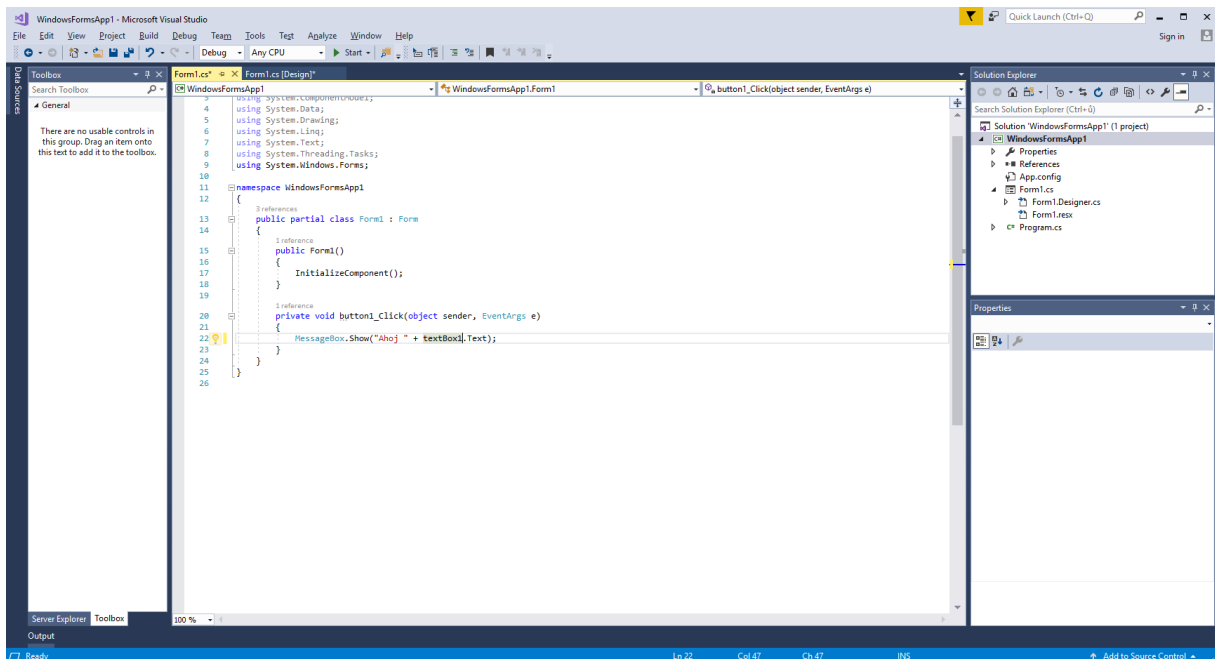 WindowsFormsApp1 - Microsoft Visual Studio
Quick Launch (Ctrl+Q)
File Edit View Project Build Debug Team Tools Test Analyze Window Help
Sign in
Debug Any CPU Start
Data Sources
Toolbox
Search Toolbox
General
There are no usable controls in
this group. Drag an item onto
this text to add it to the toolbox.
Server Explorer Toolbox
Form1.cs* Form1.cs [Design]*
WindowsFormsApp1 WindowsFormsApp1.Form1 button1_Click(object sender, EventArgs e)
3 using System.ComponentModel;
4 using System.Data;
5 using System.Drawing;
6 using System.Linq;
7 using System.Text;
8 using System.Threading.Tasks;
9 using System.Windows.Forms;
10
11 namespace WindowsFormsApp1
12 {
3 references
13 public partial class Form1 : Form
14 {
1 reference
15 public Form1()
16 {
17 InitializeComponent();
18 }
19
1 reference
20 private void button1_Click(object sender, EventArgs e)
21 {
22 MessageBox.Show("Ahoj " + textBox1.Text);
23 }
24 }
25 }
26
100 %
Solution Explorer
Search Solution Explorer (Ctrl+ů)
Solution 'WindowsFormsApp1' (1 project)
WindowsFormsApp1
Properties
References
App.config
Form1.cs
Form1.Designer.cs
Form1.resx
Program.cs
Properties
Output
Ready Ln 22 Col 47 Ch 47 INS Add to Source Control